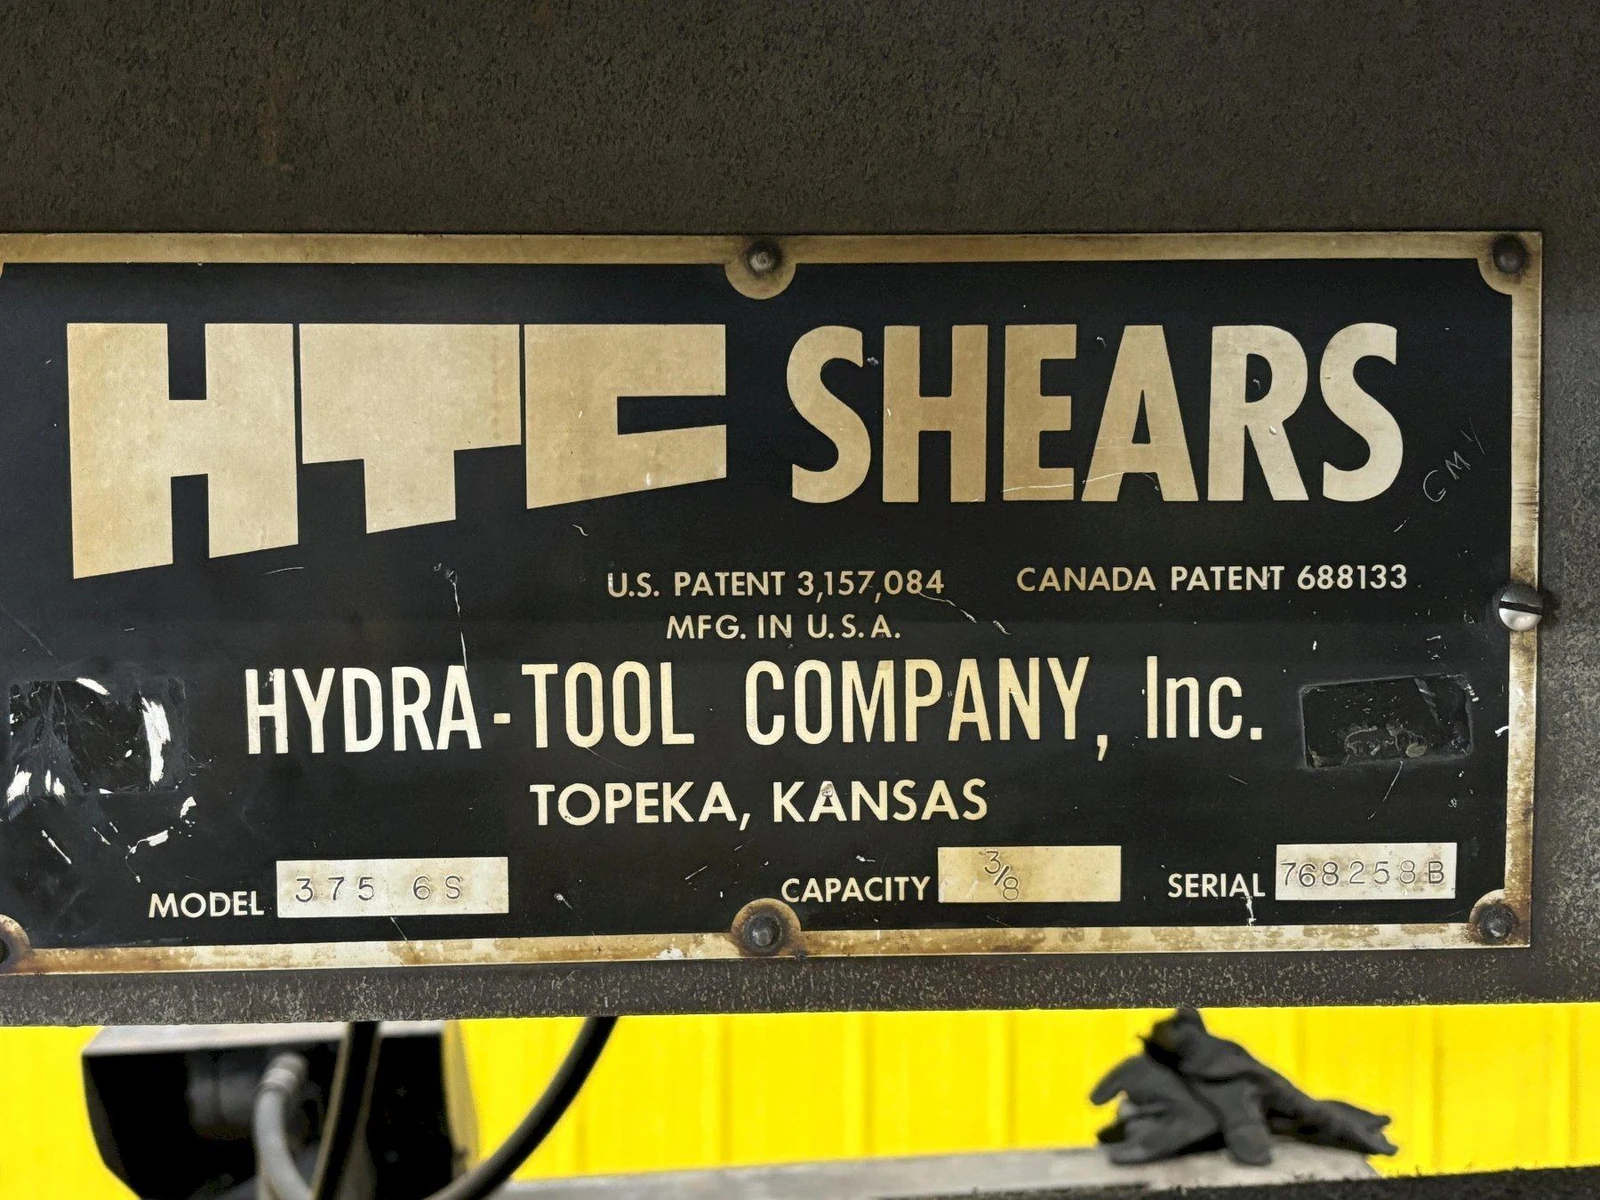 HTC SHEARS
U.S. PATENT 3,157,084 CANADA PATENT 688133
MFG. IN U.S.A.
HYDRA-TOOL COMPANY, Inc.
TOPEKA, KANSAS
MODEL 375 6S CAPACITY 3/8 SERIAL 768258B